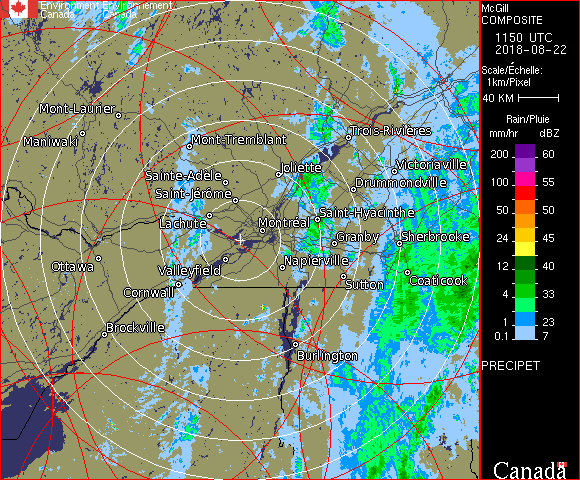 Environment Environnement
Canada Canada
McGill
COMPOSITE
1150 UTC
2018-08-22
Scale/Échelle:
1km/Pixel
40 KM
Rain/Pluie
mm/hr dBZ
200 60
150 57
100 55
50 50
24 45
12 40
4 33
1 23
0.1 7
PRECIPET
Canada
Mont-Laurier
Maniwaki
Mont-Tremblant
Trois-Rivières
Sainte-Adèle
Joliette
Victoriaville
Saint-Jérôme
Drummondville
Lachute
Saint-Hyacinthe
Montréal
Granby
Sherbrooke
Ottawa
Valleyfield
Napierville
Cornwall
Sutton
Coaticook
Brockville
Burlington